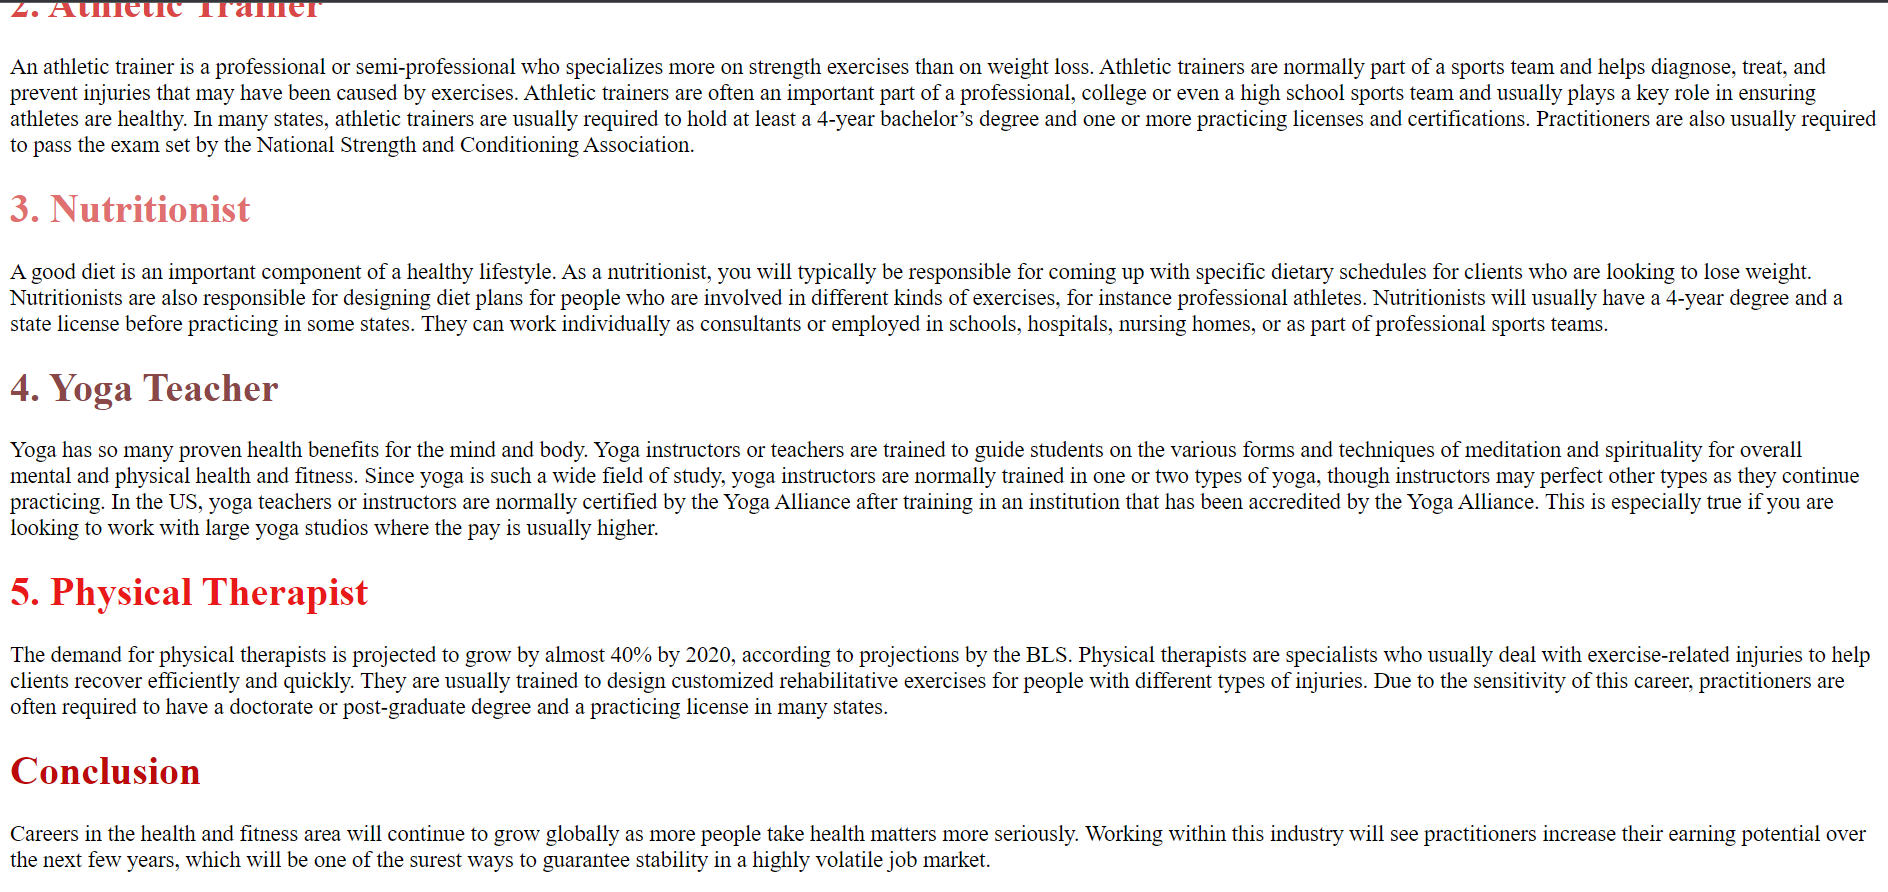 2. Athletic Trainer
An athletic trainer is a professional or semi-professional who specializes more on strength exercises than on weight loss. Athletic trainers are normally part of a sports team and helps diagnose, treat, and
prevent injuries that may have been caused by exercises. Athletic trainers are often an important part of a professional, college or even a high school sports team and usually plays a key role in ensuring
athletes are healthy. In many states, athletic trainers are usually required to hold at least a 4-year bachelor’s degree and one or more practicing licenses and certifications. Practitioners are also usually required
to pass the exam set by the National Strength and Conditioning Association.
3. Nutritionist
A good diet is an important component of a healthy lifestyle. As a nutritionist, you will typically be responsible for coming up with specific dietary schedules for clients who are looking to lose weight.
Nutritionists are also responsible for designing diet plans for people who are involved in different kinds of exercises, for instance professional athletes. Nutritionists will usually have a 4-year degree and a
state license before practicing in some states. They can work individually as consultants or employed in schools, hospitals, nursing homes, or as part of professional sports teams.
4. Yoga Teacher
Yoga has so many proven health benefits for the mind and body. Yoga instructors or teachers are trained to guide students on the various forms and techniques of meditation and spirituality for overall
mental and physical health and fitness. Since yoga is such a wide field of study, yoga instructors are normally trained in one or two types of yoga, though instructors may perfect other types as they continue
practicing. In the US, yoga teachers or instructors are normally certified by the Yoga Alliance after training in an institution that has been accredited by the Yoga Alliance. This is especially true if you are
looking to work with large yoga studios where the pay is usually higher.
5. Physical Therapist
The demand for physical therapists is projected to grow by almost 40% by 2020, according to projections by the BLS. Physical therapists are specialists who usually deal with exercise-related injuries to help
clients recover efficiently and quickly. They are usually trained to design customized rehabilitative exercises for people with different types of injuries. Due to the sensitivity of this career, practitioners are
often required to have a doctorate or post-graduate degree and a practicing license in many states.
Conclusion
Careers in the health and fitness area will continue to grow globally as more people take health matters more seriously. Working within this industry will see practitioners increase their earning potential over
the next few years, which will be one of the surest ways to guarantee stability in a highly volatile job market.